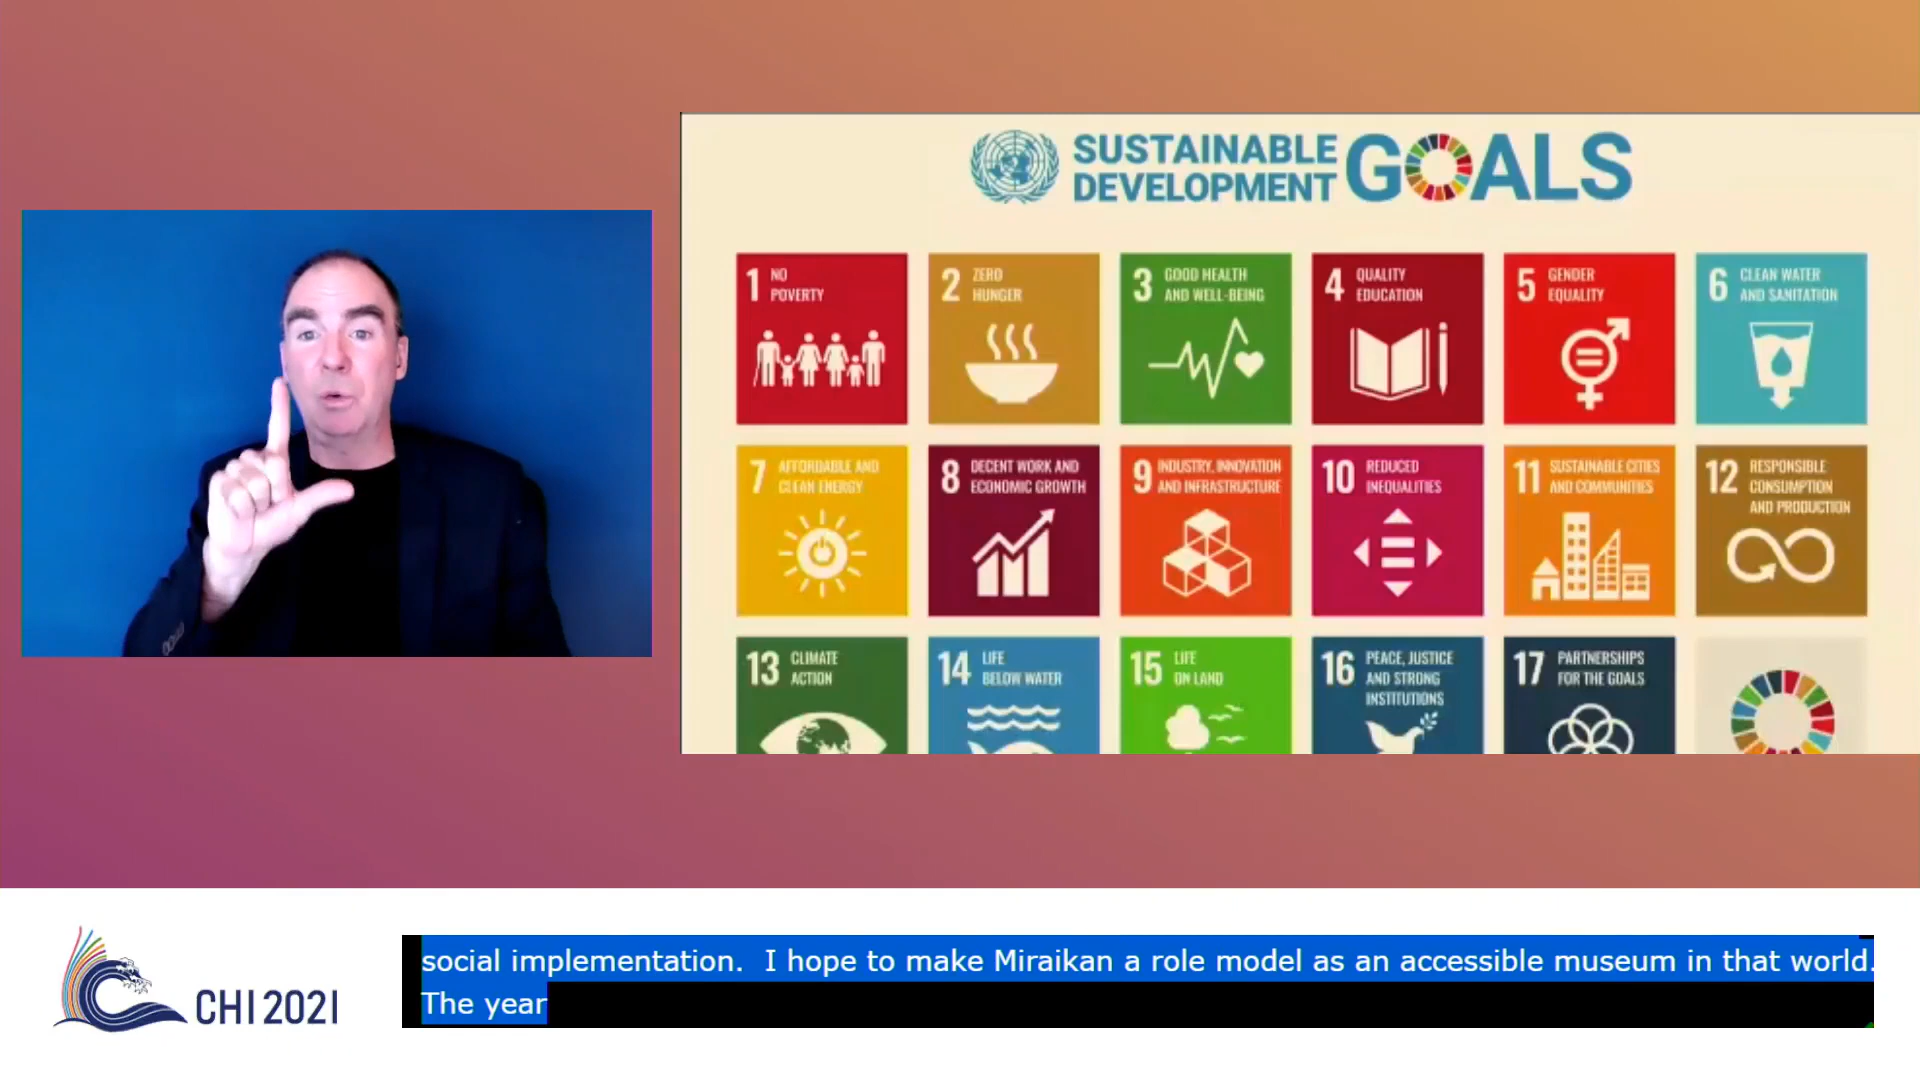 SUSTAINABLE
DEVELOPMENT
GOALS
1 NO
POVERTY
2 ZERO
HUNGER
3 GOOD HEALTH
AND WELL-BEING
4 QUALITY
EDUCATION
5 GENDER
EQUALITY
6 CLEAN WATER
AND SANITATION
7 AFFORDABLE AND
CLEAN ENERGY
8 DECENT WORK AND
ECONOMIC GROWTH
9 INDUSTRY, INNOVATION
AND INFRASTRUCTURE
10 REDUCED
INEQUALITIES
11 SUSTAINABLE CITIES
AND COMMUNITIES
12 RESPONSIBLE
CONSUMPTION
AND PRODUCTION
13 CLIMATE
ACTION
14 LIFE
BELOW WATER
15 LIFE
ON LAND
16 PEACE, JUSTICE
AND STRONG
INSTITUTIONS
17 PARTNERSHIPS
FOR THE GOALS
CHI 2021
social implementation.  I hope to make Miraikan a role model as an accessible museum in that world.
The year